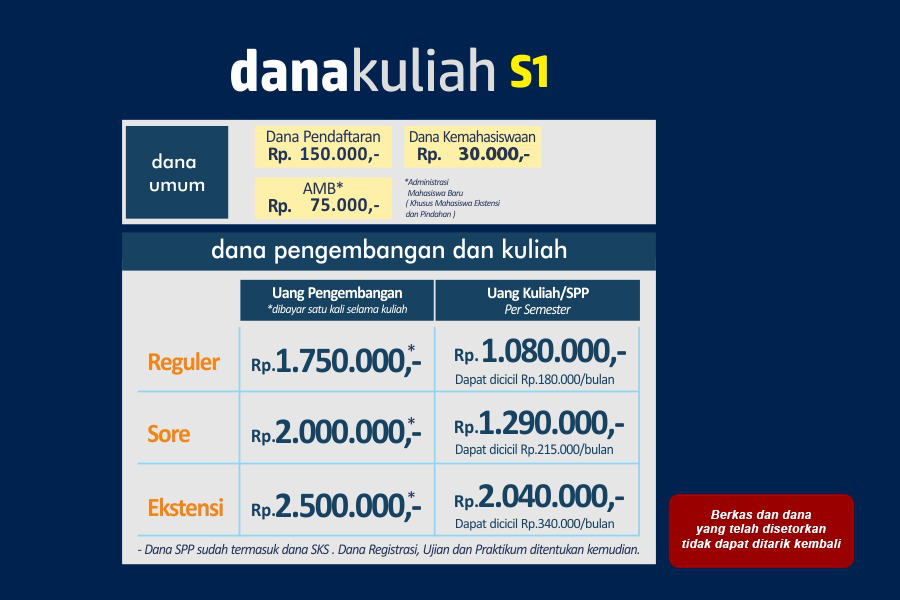 danakuliah S1
dana
umum
Dana Pendaftaran
Rp. 150.000,-
Dana Kemahasiswaan
Rp. 30.000,-
AMB*
Rp. 75.000,-
*Administrasi
Mahasiswa Baru
( Khusus Mahasiswa Ekstensi
dan Pindahan )
dana pengembangan dan kuliah
Uang Pengembangan
*dibayar satu kali selama kuliah
Uang Kuliah/SPP
Per Semester
Reguler
Rp.1.750.000,-*
Rp.1.080.000,-
Dapat dicicil Rp.180.000/bulan
Sore
Rp.2.000.000,-*
Rp.1.290.000,-
Dapat dicicil Rp.215.000/bulan
Ekstensi
Rp.2.500.000,-*
Rp.2.040.000,-
Dapat dicicil Rp.340.000/bulan
- Dana SPP sudah termasuk dana SKS . Dana Registrasi, Ujian dan Praktikum ditentukan kemudian.
Berkas dan dana
yang telah disetorkan
tidak dapat ditarik kembali